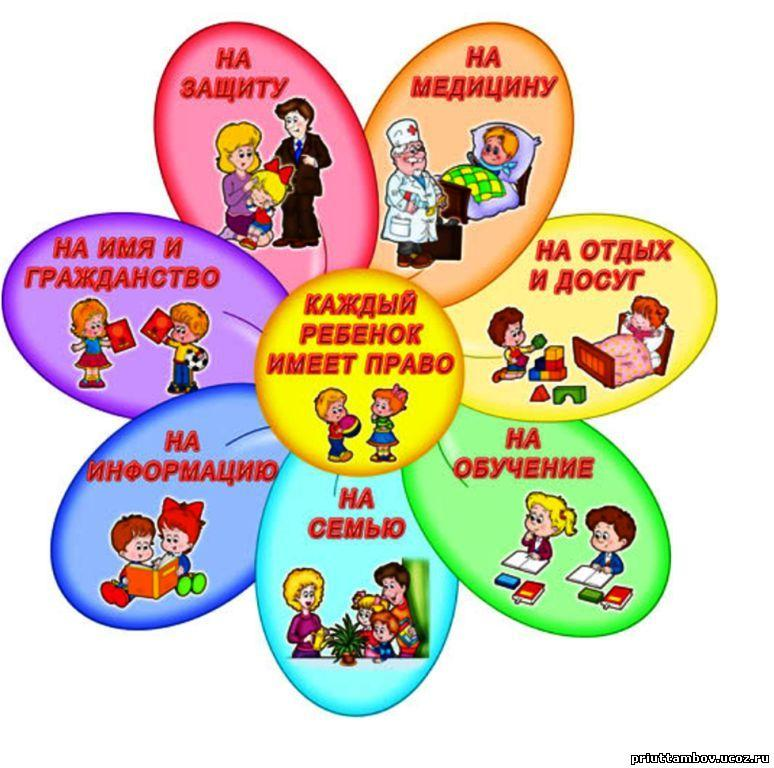 КАЖДЫЙ
РЕБЕНОК
ИМЕЕТ ПРАВО
НА
ЗАЩИТУ
НА
МЕДИЦИНУ
НА ОТДЫХ
И ДОСУГ
НА
ОБУЧЕНИЕ
НА
СЕМЬЮ
НА
ИНФОРМАЦИЮ
НА ИМЯ И
ГРАЖДАНСТВО
priuttambov.ucoz.ru